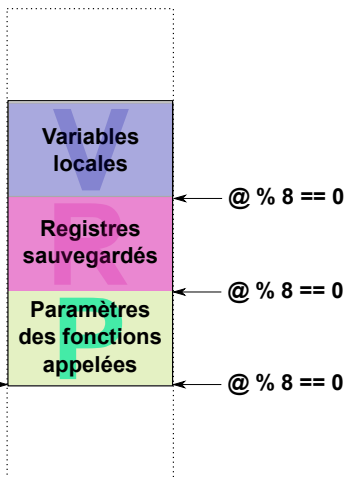 V
Variables
locales
@ % 8 == 0
R
Registres
sauvegardés
@ % 8 == 0
P
Paramètres
des fonctions
appelées
@ % 8 == 0